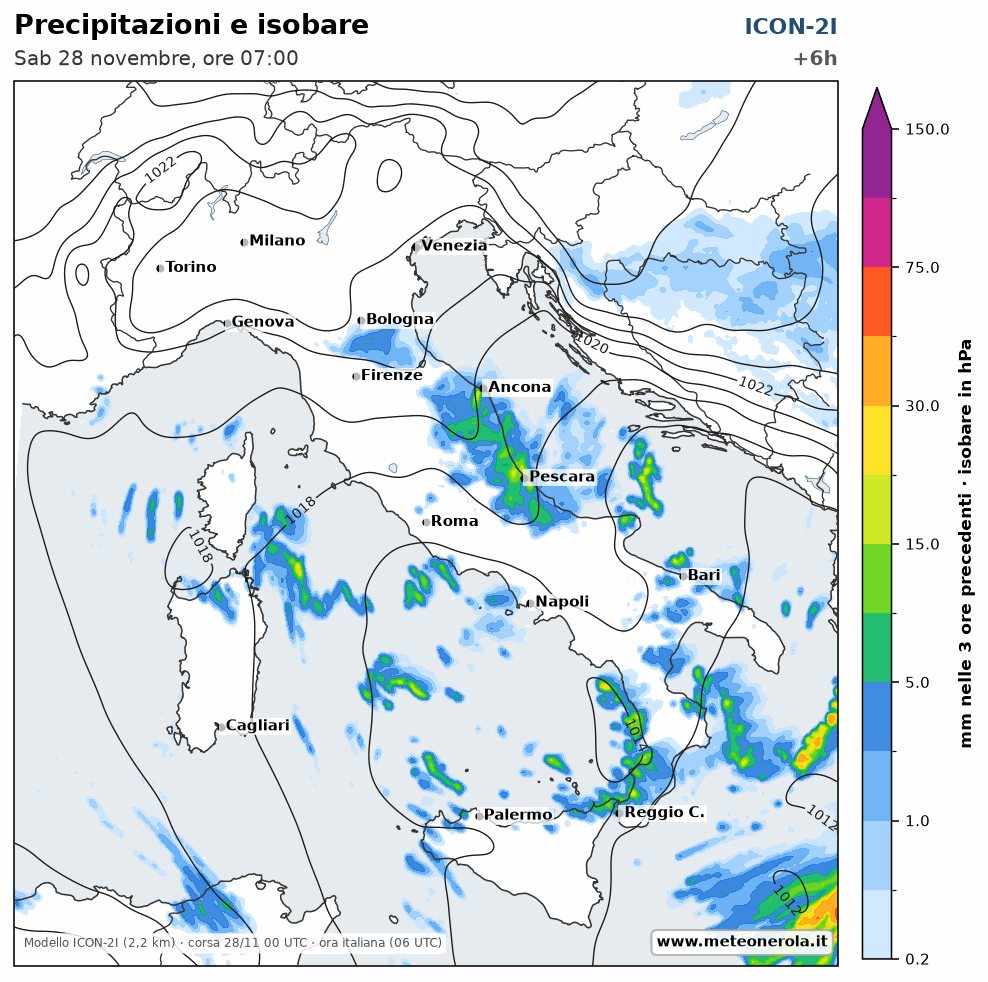 Precipitazioni e isobare
ICON-2I
Sab 28 novembre, ore 07:00
+6h
1022
Milano
Venezia
Torino
Genova
Bologna
1020
Firenze
1022
Ancona
Pescara
1018
Roma
1018
Bari
Napoli
Cagliari
1014
Palermo
Reggio C.
1012
1012
Modello ICON-2I (2,2 km) · corsa 28/11 00 UTC · ora italiana (06 UTC)
www.meteonerola.it
150.0
75.0
30.0
15.0
5.0
1.0
0.2
mm nelle 3 ore precedenti · isobare in hPa